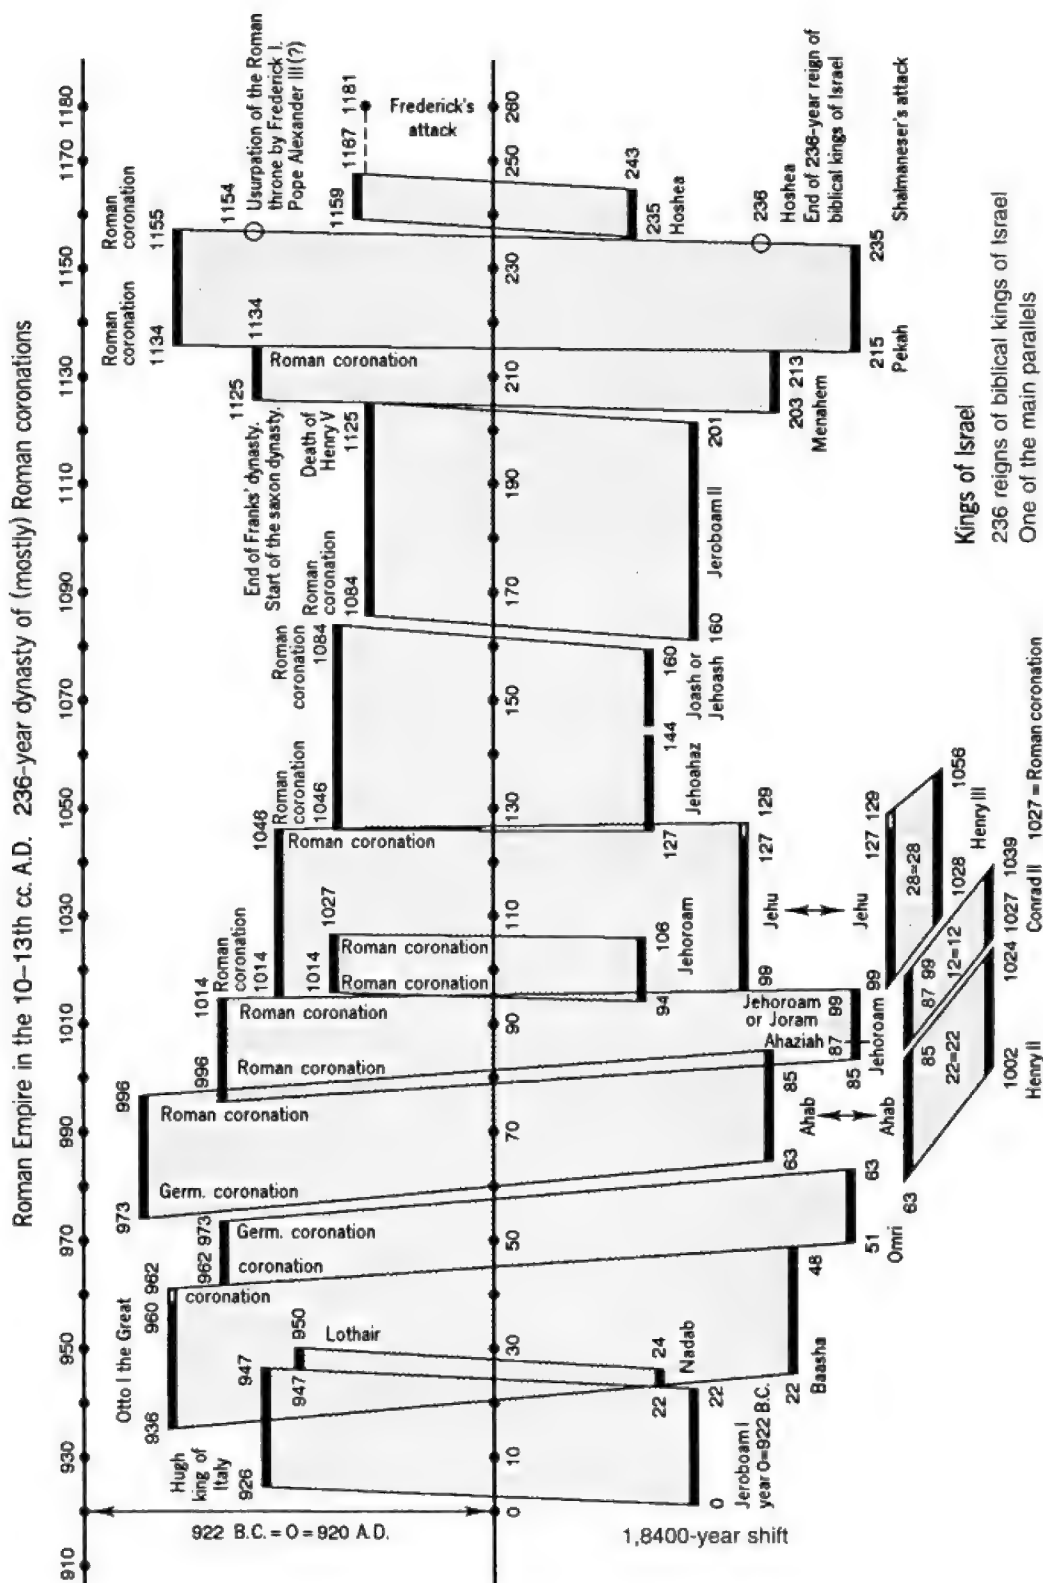 Roman Empire in the 10–13th cc. A.D. 236-year dynasty of (mostly) Roman coronations
910 930 950 970 990 1010 1030 1050 1070 1090 1110 1130 1150 1170 1180
Roman
coronation
1134
Roman
coronation
1155
973 996
Germ. coronation
Roman coronation
Otto I the Great
936 960 962
coronation
962 973
coronation
Germ. coronation
996 1014
Roman coronation
Roman coronation
1014
Roman
coronation
1014 1046
Roman coronation
1014 1027
Roman coronation
Roman coronation
Roman
coronation
1046
Roman
coronation
1084
Roman
coronation
1084
Death of
Henry V
1125
End of Franks' dynasty.
Start of the saxon dynasty.
1125 1134
Roman coronation
1154
Usurpation of the Roman
throne by Frederick I.
Pope Alexander III(?)
Hugh
king of
Italy
926 947
947 950
Lothair
1159 1167 1181
Frederick's
attack
922 B.C.=0=920 A.D.
0 10 30 50 70 90 110 130 150 170 190 210 230 250 260
1,8400-year shift
0 22
Jeroboam I
year 0=922 B.C.
22 24
Nadab
22 48
Baasha
51 63
Omri
63 85
Ahab
Ahab
94 106
Jehoroam
Jehoroam
or Joram
Ahaziah
85 87 99
Jehoroam
99 127 129
Jehu
Jehu
127 144
Jehoahaz
160
Joash or
Jehoash
160 201
Jeroboam II
203 213
Menahem
215 235
Pekah
235 243
Hoshea
236
Hoshea
End of 236-year reign of
biblical kings of Israel
Shalmaneser's attack
99 127 129
28=28
1028 1056
Henry III
87 99
12=12
1027 1039
Conrad II
1027 = Roman coronation
63 85
22=22
1002 1024
Henry II
Kings of Israel
236 reigns of biblical kings of Israel
One of the main parallels